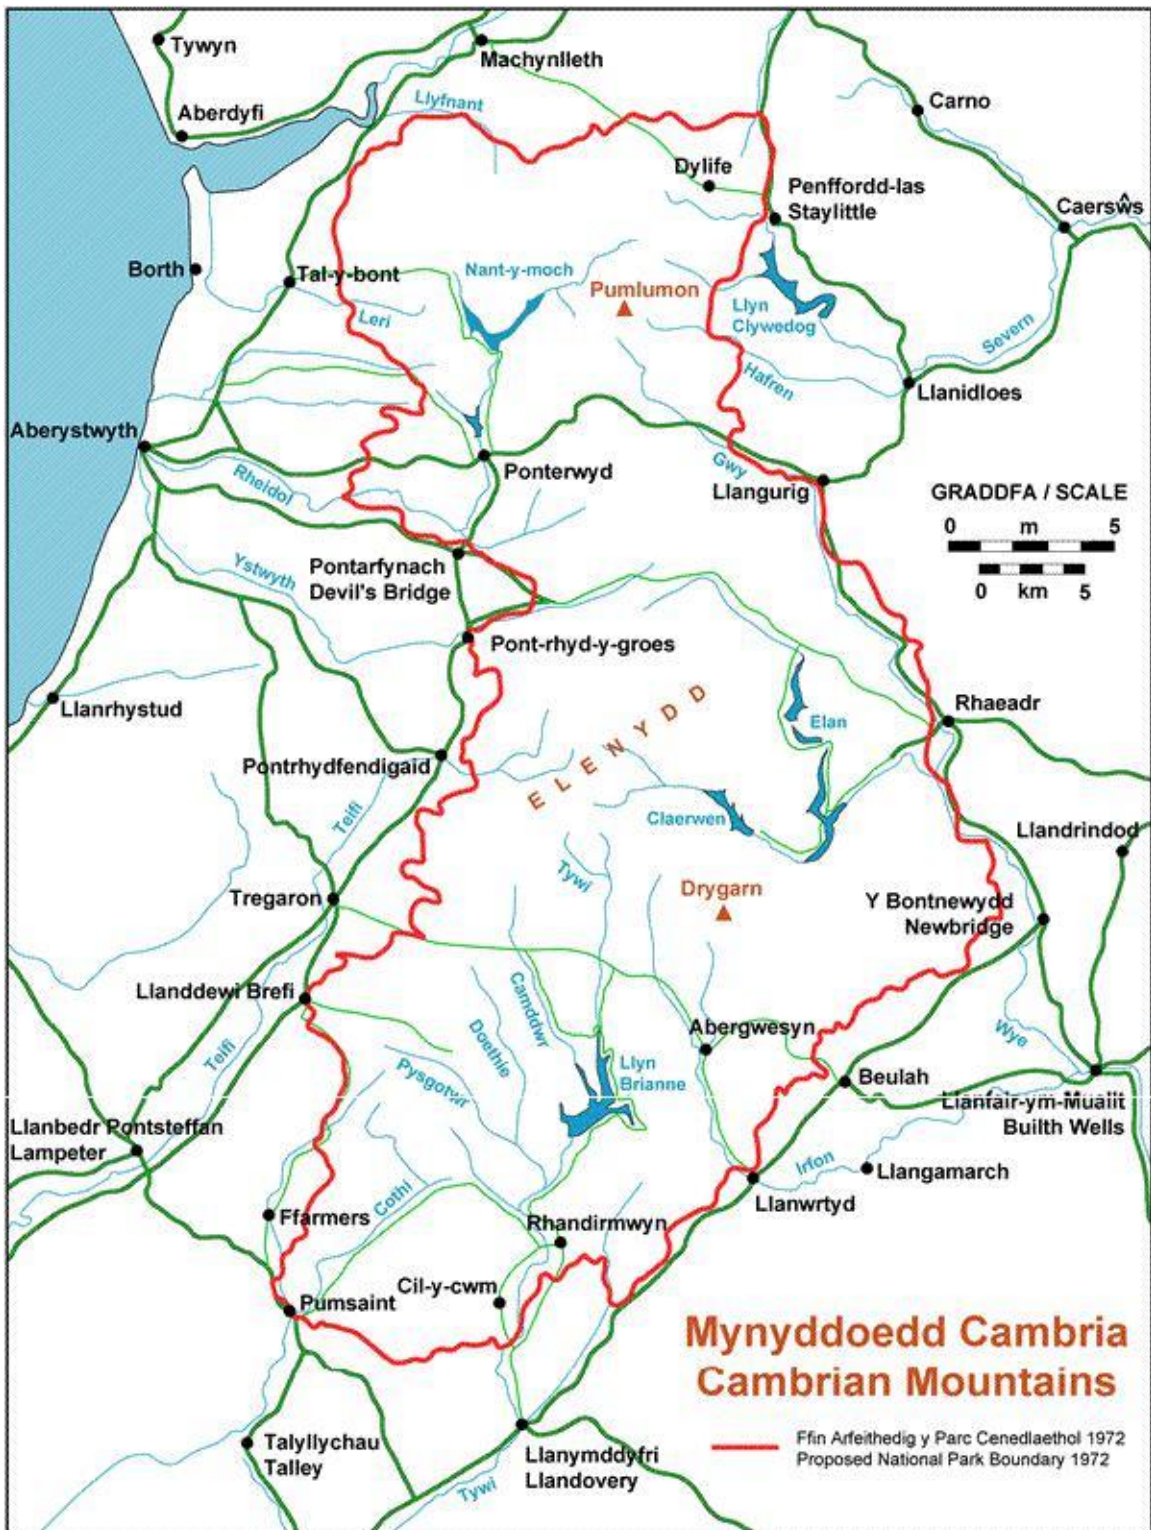 Tywyn
Machynlleth
Aberdyfi
Llyfnant
Carno
Dylife
Penffordd-las
Staylittle
Caersŵs
Borth
Tal-y-bont
Nant-y-moch
Pumlumon
Leri
Llyn
Clywedog
Severn
Hafren
Llanidloes
Aberystwyth
Ponterwyd
Gwy
Rheidol
Llangurig
GRADDFA / SCALE
0 m 5
0 km 5
Pontarfynach
Devil's Bridge
Ystwyth
Pont-rhyd-y-groes
Llanrhystud
ELENYDD
Elan
Rhaeadr
Pontrhydfendigaid
Teifi
Claerwen
Llandrindod
Tywi
Drygarn
Tregaron
Y Bontnewydd
Newbridge
Llanddewi Brefi
Camddwr
Doethie
Abergwesyn
Wye
Teifi
Pysgotwr
Llyn
Brianne
Beulah
Llanfair-ym-Muallt
Builth Wells
Llanbedr Pontsteffan
Lampeter
Irfon
Llangamarch
Llanwrtyd
Cothi
Ffarmers
Rhandirmwyn
Cil-y-cwm
Pumsaint
Mynyddoedd Cambria
Cambrian Mountains
Ffin Arfeithedig y Parc Cenedlaethol 1972
Proposed National Park Boundary 1972
Talyllychau
Talley
Llanymddyfri
Llandovery
Tywi